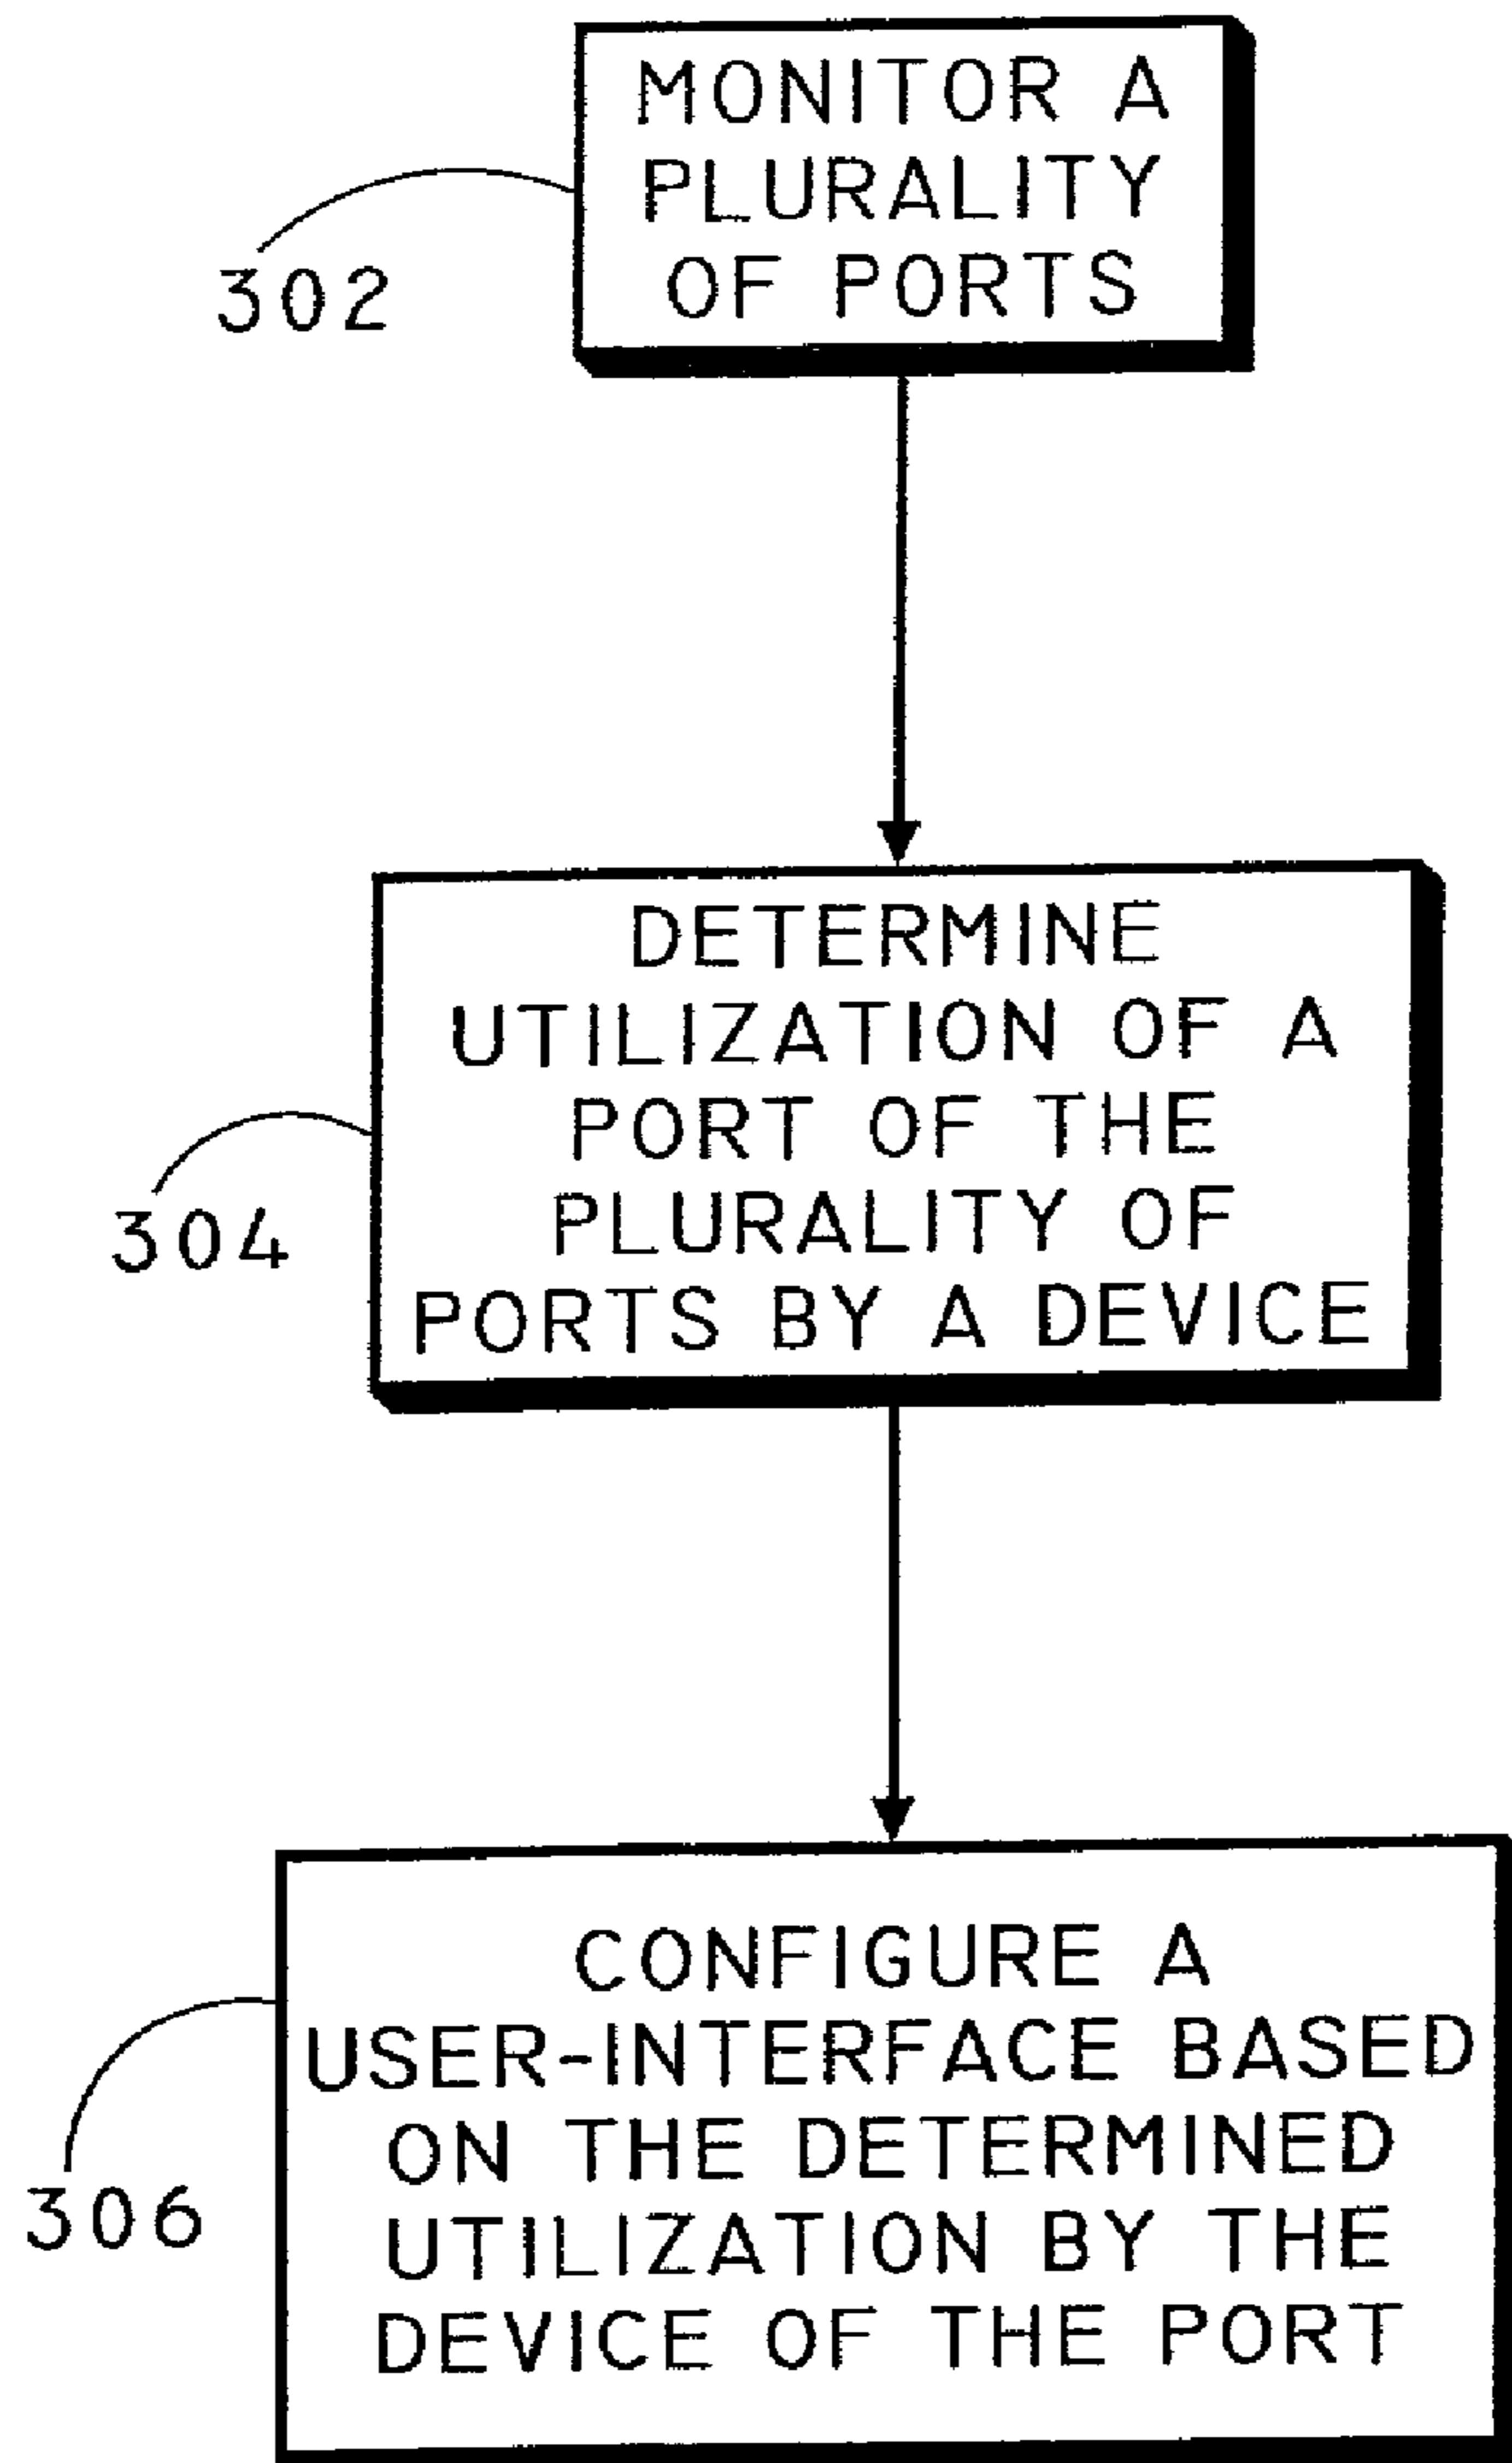 MONITOR A
PLURALITY
OF PORTS
302
DETERMINE
UTILIZATION OF A
PORT OF THE
PLURALITY OF
PORTS BY A DEVICE
304
CONFIGURE A
USER-INTERFACE BASED
ON THE DETERMINED
UTILIZATION BY THE
DEVICE OF THE PORT
306